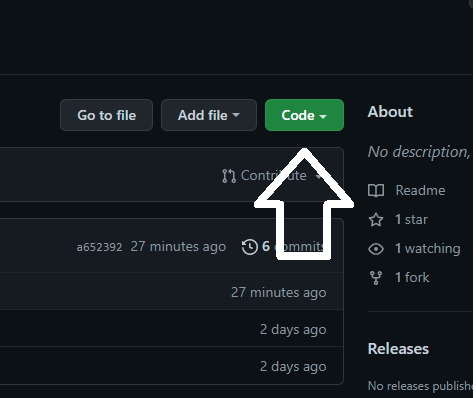 Go to file
Add file
Code
About
No description,
Contribute
Readme
1 star
1 watching
1 fork
a652392 27 minutes ago 6 commits
27 minutes ago
2 days ago
2 days ago
Releases
No releases publishe